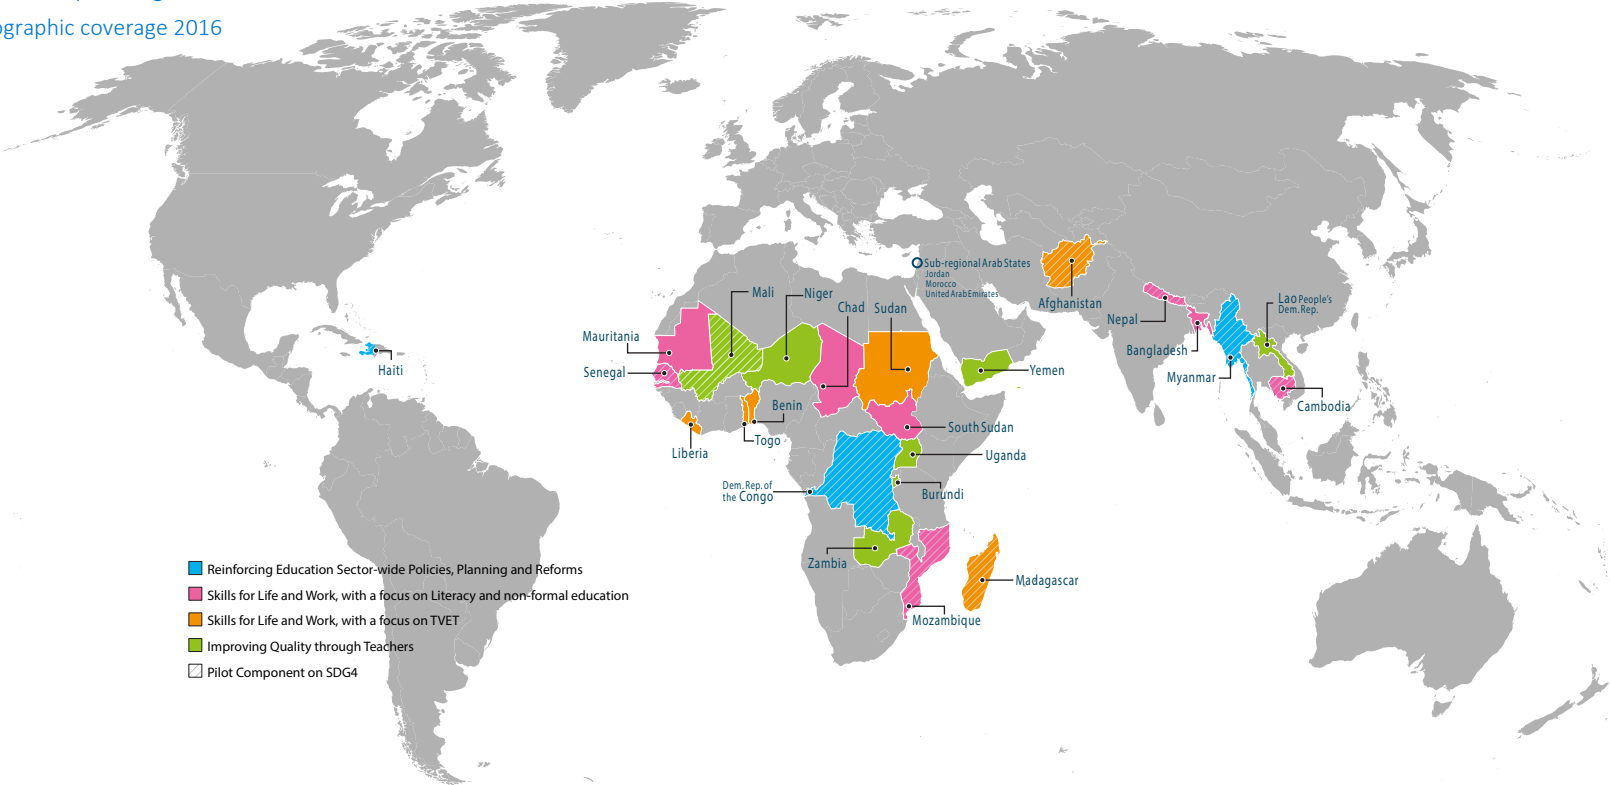 ographic coverage 2016
Sub-regional Arab States
Jordan
Morocco
United Arab Emirates
Afghanistan
Mali
Niger
Chad
Sudan
Mauritania
Senegal
Nepal
Bangladesh
Myanmar
Lao People's
Dem. Rep.
Cambodia
Haiti
Yemen
Benin
Togo
Liberia
South Sudan
Uganda
Dem. Rep. of
the Congo
Burundi
Zambia
Madagascar
Mozambique
Reinforcing Education Sector-wide Policies, Planning and Reforms
Skills for Life and Work, with a focus on Literacy and non-formal education
Skills for Life and Work, with a focus on TVET
Improving Quality through Teachers
Pilot Component on SDG4